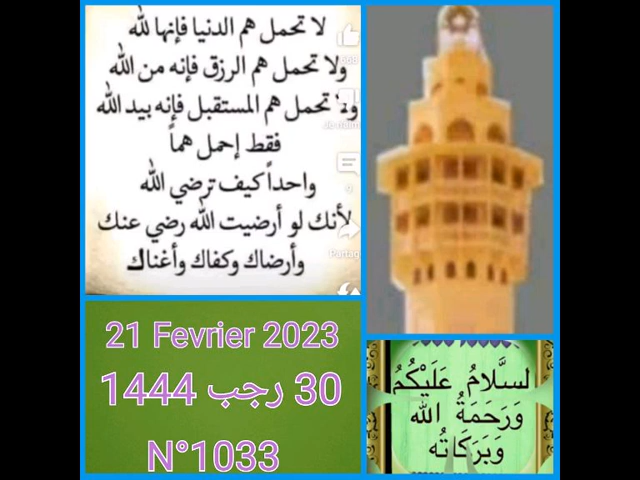 لا تحمل هم الدنيا فإنها لله
ولا تحمل هم الرزق فإنه من الله
ولا تحمل هم المستقبل فإنه بيد الله
فقط إحمل هماً
واحداً كيف ترضي الله
لأنك لو أرضيت الله رضي عنك
وأرضاك وكفاك وأغناك
Partag
21 Fevrier 2023
30 رجب 1444
N°1033
السَّلامُ عَلَيْكُمُ
وَرَحْمَةُ الله
وَبَرَكَاتُه